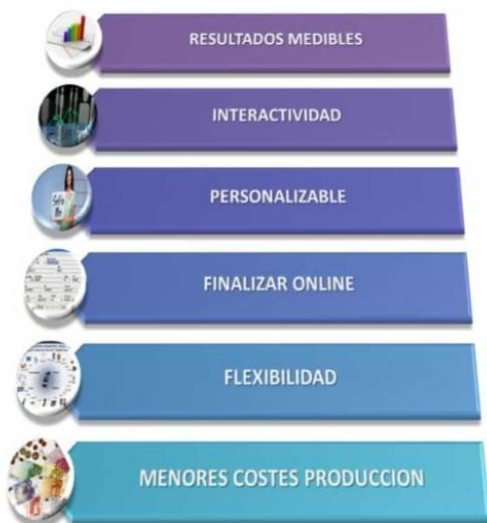 RESULTADOS MEDIBLES
INTERACTIVIDAD
PERSONALIZABLE
FINALIZAR ONLINE
FLEXIBILIDAD
MENORES COSTES PRODUCCION